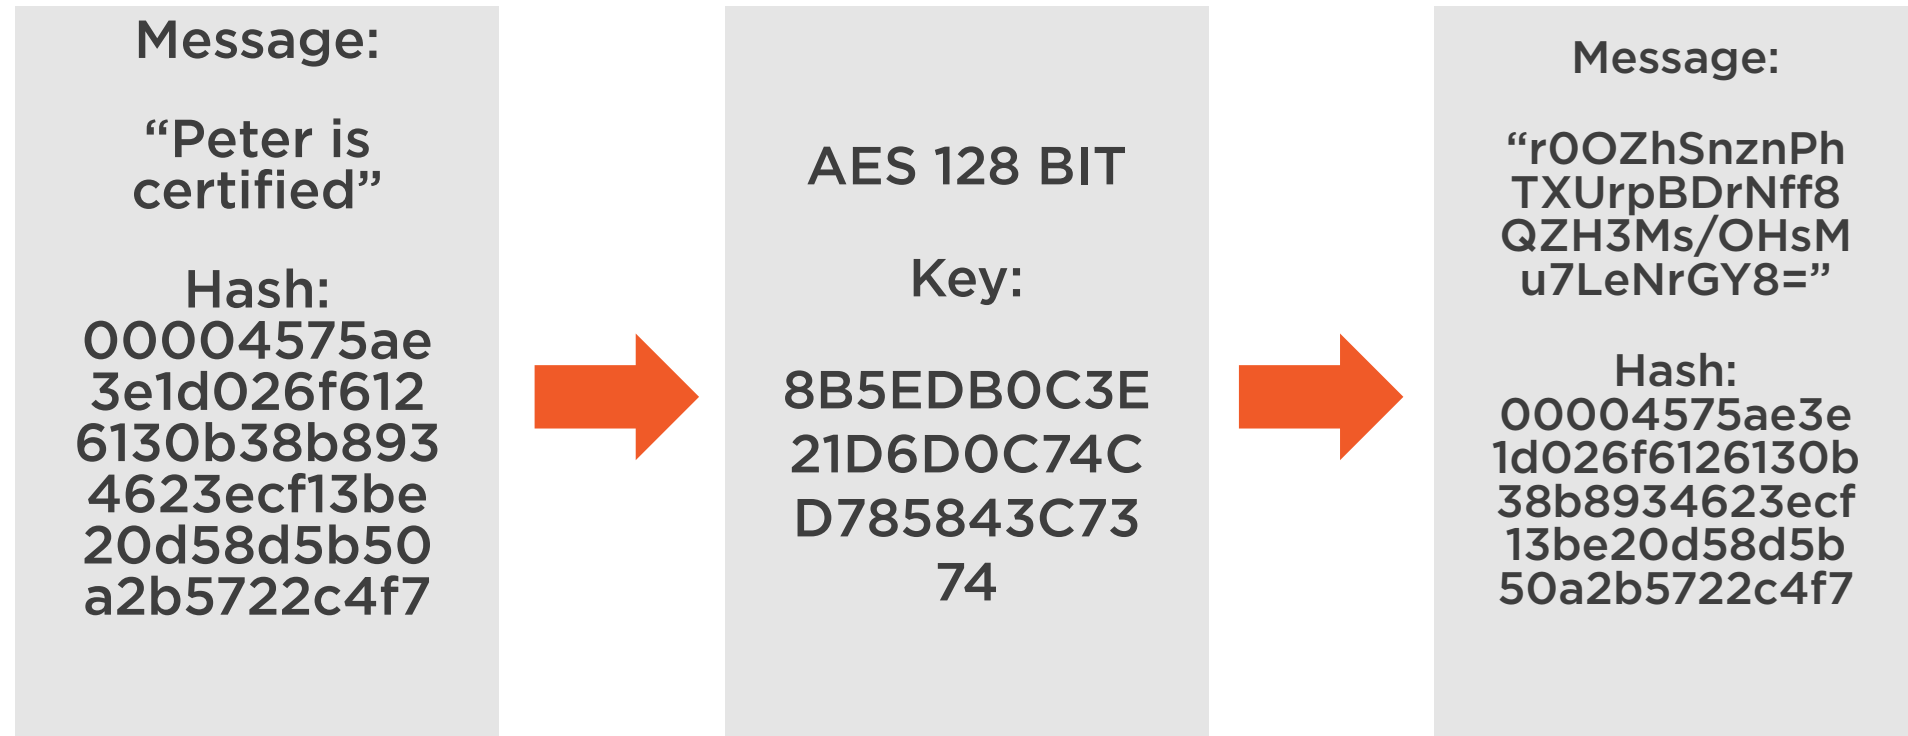 Message:
“Peter is
certified”
Hash:
00004575ae
3e1d026f612
6130b38b893
4623ecf13be
20d58d5b50
a2b5722c4f7
AES 128 BIT
Key:
8B5EDB0C3E
21D6D0C74C
D785843C73
74
Message:
“r0OZhSnznPh
TXUrpBDrNff8
QZH3Ms/OHsM
u7LeNrGY8=”
Hash:
00004575ae3e
1d026f6126130b
38b8934623ecf
13be20d58d5b
50a2b5722c4f7